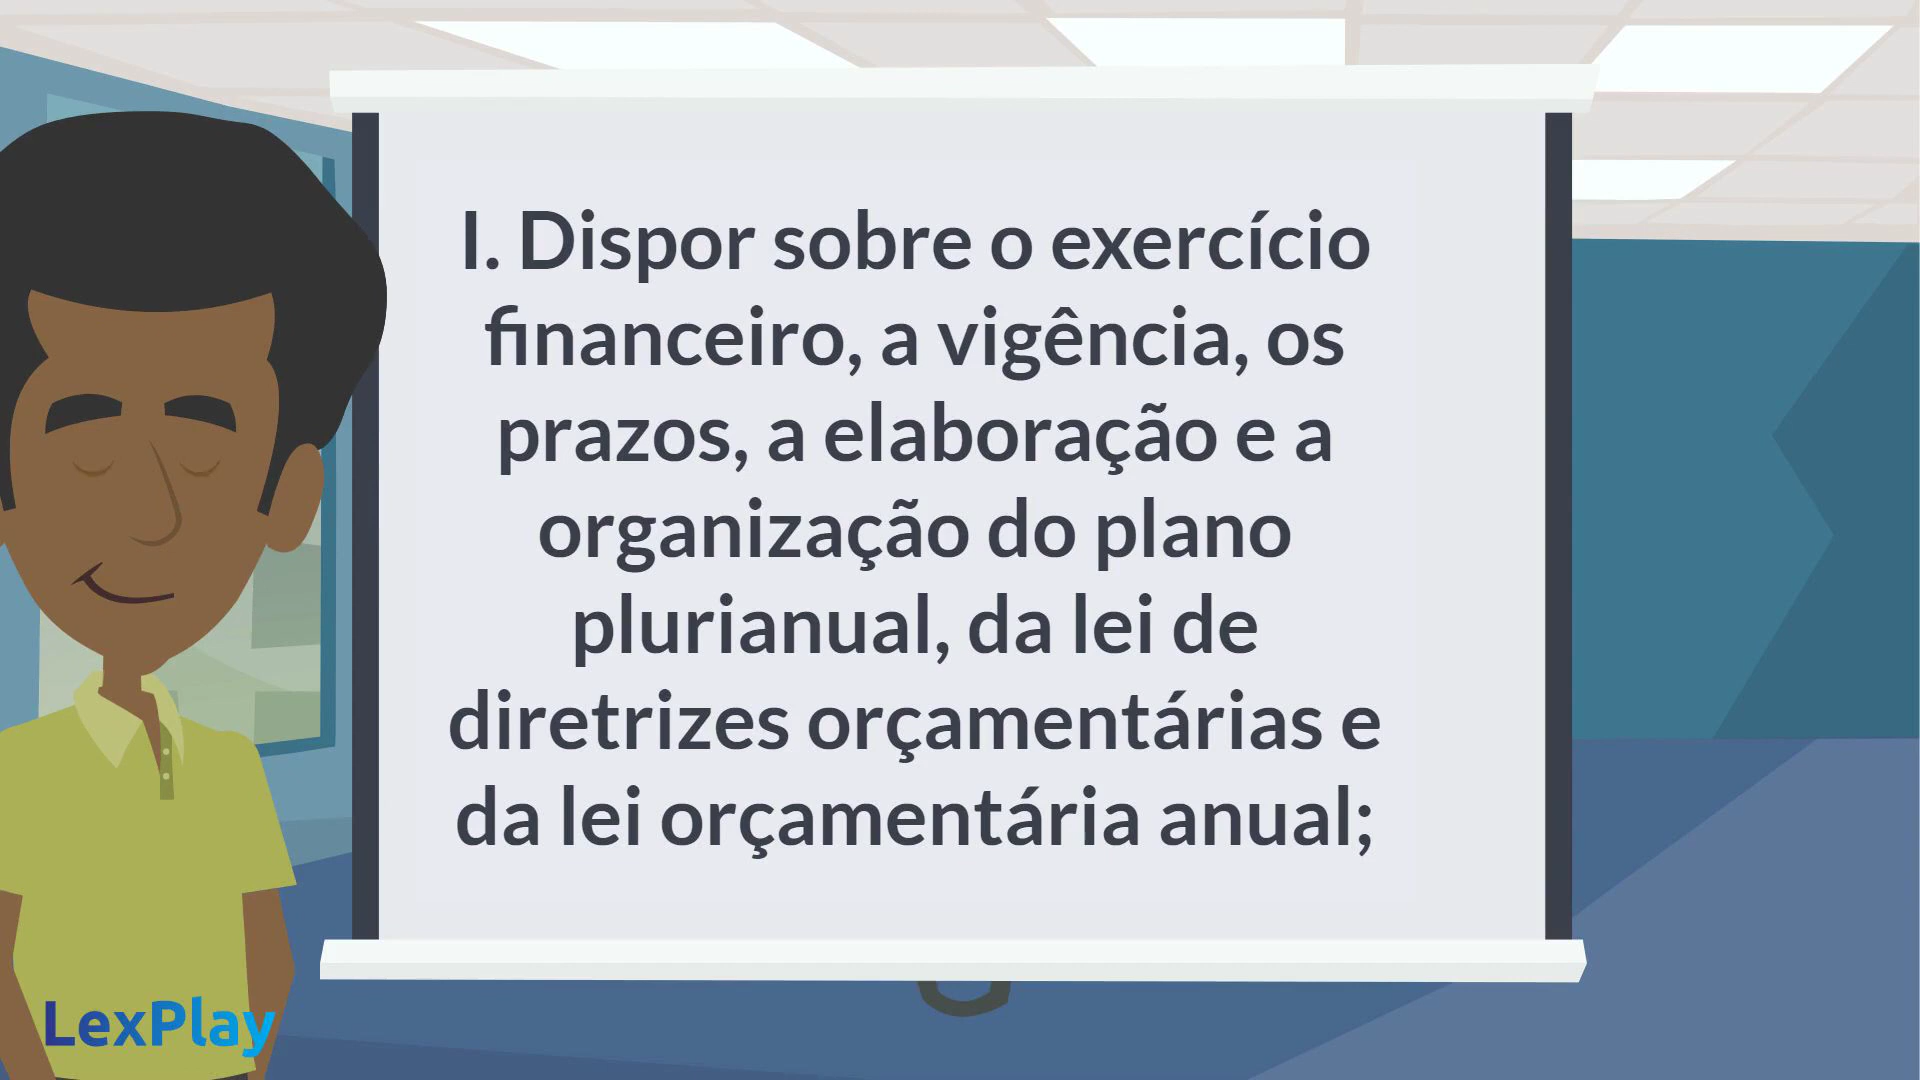 I. Dispor sobre o exercício
financeiro, a vigência, os
prazos, a elaboração e a
organização do plano
plurianual, da lei de
diretrizes orçamentárias e
da lei orçamentária anual;
LexPlay